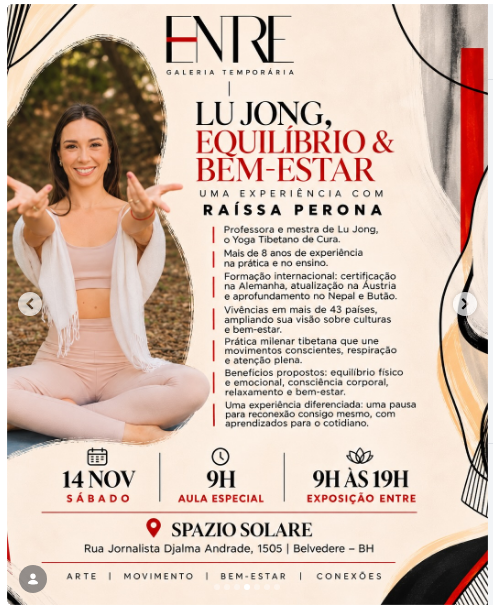 ENTRE
GALERIA TEMPORÁRIA
LU JONG,
EQUILÍBRIO &
BEM-ESTAR
UMA EXPERIÊNCIA COM
RAÍSSA PERONA
Professora e mestra de Lu Jong,
o Yoga Tibetano de Cura.
Mais de 8 anos de experiência
na prática e no ensino.
Formação internacional: certificação
na Alemanha, atualização na Áustria
e aprofundamento no Nepal e Butão.
Vivências em mais de 43 países,
ampliando sua visão sobre culturas
e bem-estar.
Prática milenar tibetana que une
movimentos conscientes, respiração
e atenção plena.
Benefícios propostos: equilíbrio físico
e emocional, consciência corporal,
relaxamento e bem-estar.
Uma experiência diferenciada: uma pausa
para reconexão consigo mesmo, com
aprendizados para o cotidiano.
14 NOV
SÁBADO
9H
AULA ESPECIAL
9H ÀS 19H
EXPOSIÇÃO ENTRE
SPAZIO SOLARE
Rua Jornalista Djalma Andrade, 1505 | Belvedere – BH
ARTE | MOVIMENTO | BEM-ESTAR | CONEXÕES